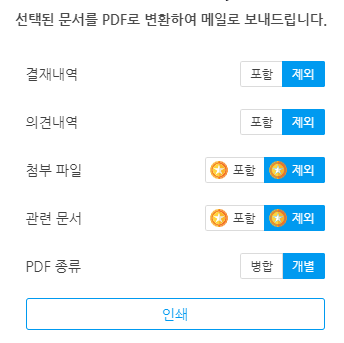 선택된 문서를 PDF로 변환하여 메일로 보내드립니다.
결재내역 포함 제외
의견내역 포함 제외
첨부 파일 포함 제외
관련 문서 포함 제외
PDF 종류 병합 개별
인쇄